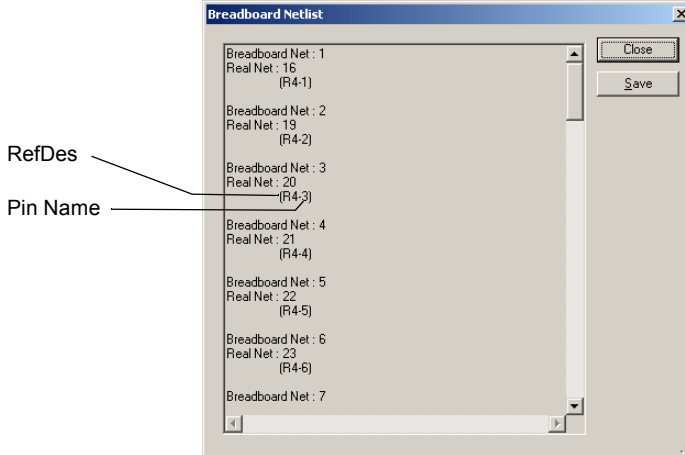 Breadboard Netlist
Breadboard Net : 1
Real Net : 16
(R4-1)
Breadboard Net : 2
Real Net : 19
(R4-2)
Breadboard Net : 3
Real Net : 20
(R4-3)
Breadboard Net : 4
Real Net : 21
(R4-4)
Breadboard Net : 5
Real Net : 22
(R4-5)
Breadboard Net : 6
Real Net : 23
(R4-6)
Breadboard Net : 7
Close
Save
RefDes
Pin Name